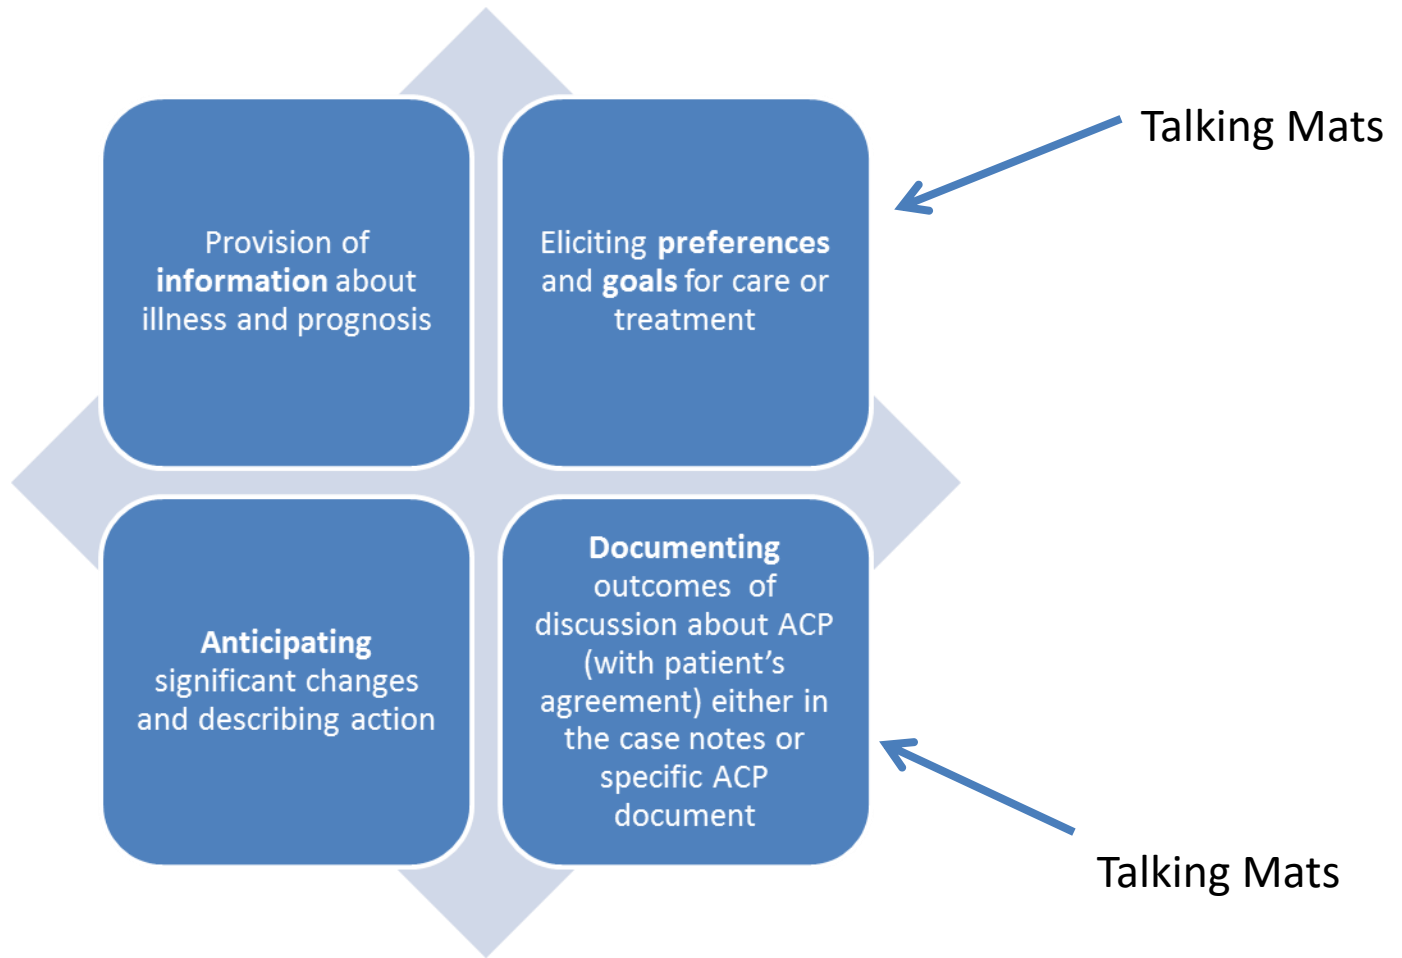 Provision of
information about
illness and prognosis
Eliciting preferences
and goals for care or
treatment
Talking Mats
Anticipating
significant changes
and describing action
Documenting
outcomes of
discussion about ACP
(with patient’s
agreement) either in
the case notes or
specific ACP
document
Talking Mats